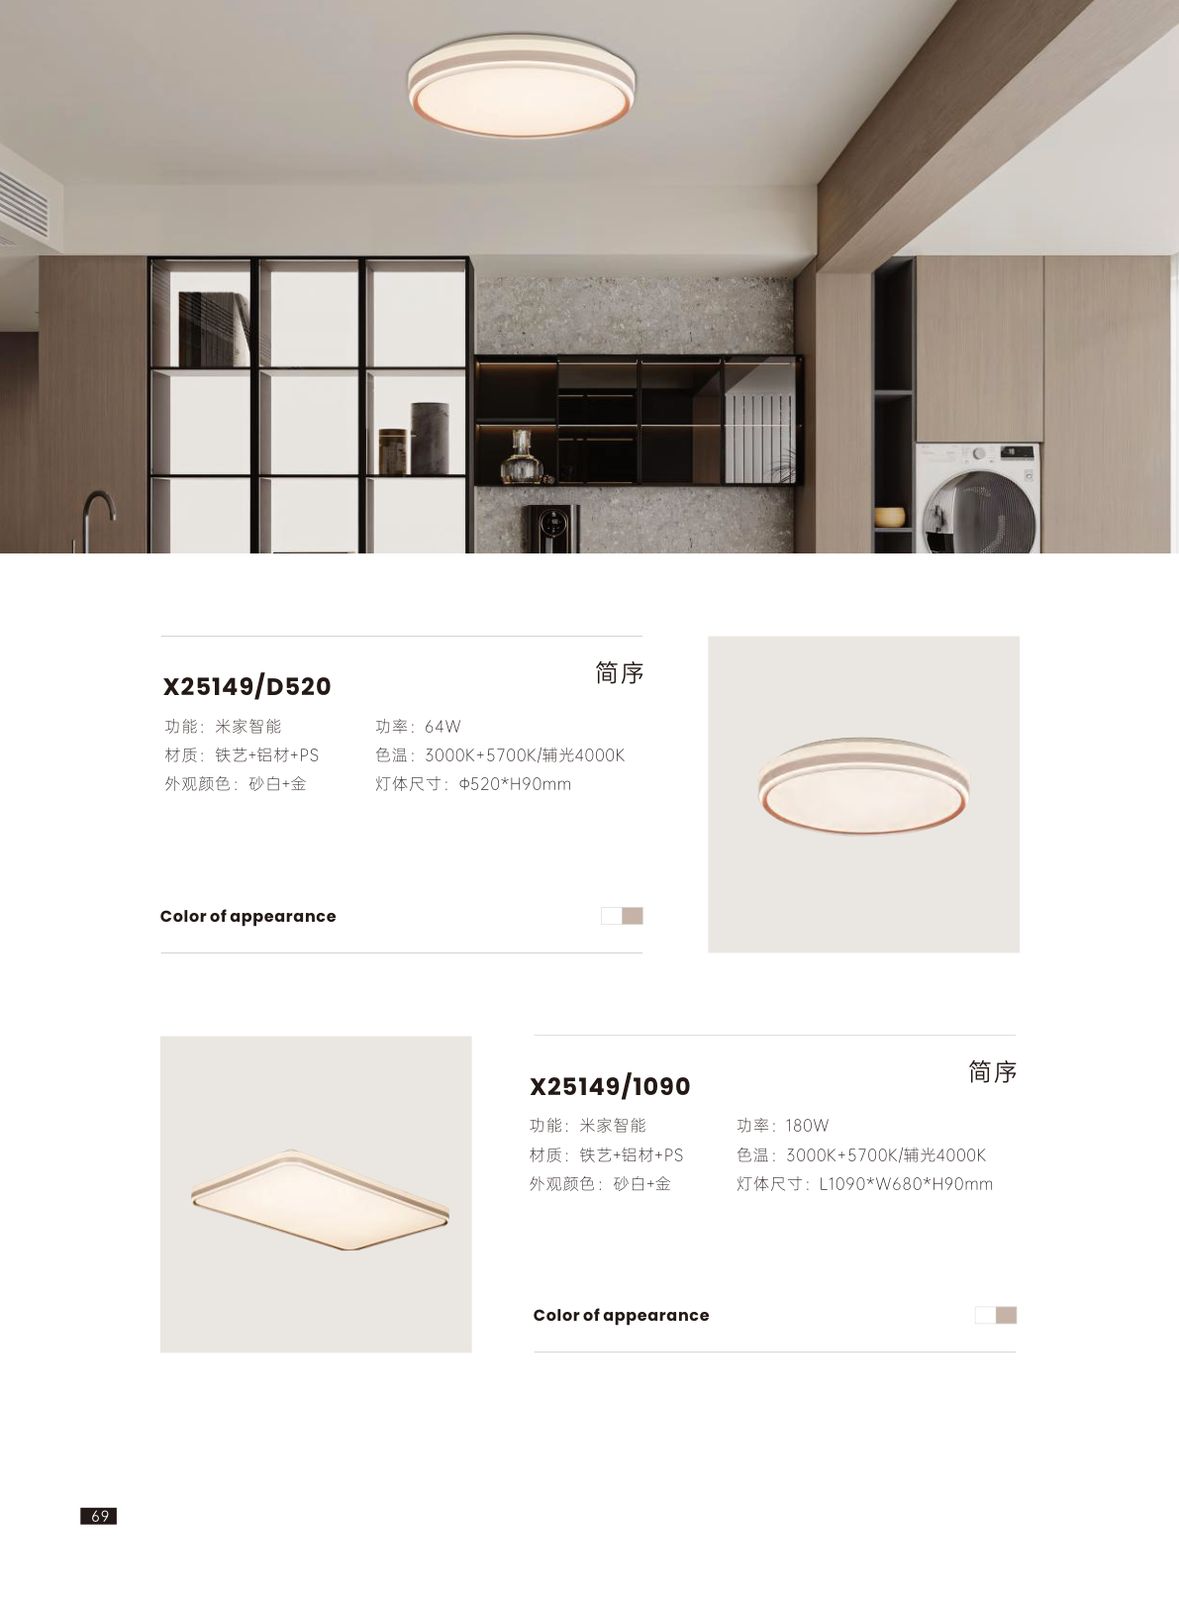 简序
X25149/D520
功能：米家智能
功率：64W
材质：铁艺+铝材+PS
色温：3000K+5700K/辅光4000K
外观颜色：砂白+金
灯体尺寸：Φ520*H90mm
Color of appearance
简序
X25149/1090
功能：米家智能
功率：180W
材质：铁艺+铝材+PS
色温：3000K+5700K/辅光4000K
外观颜色：砂白+金
灯体尺寸：L1090*W680*H90mm
Color of appearance
69